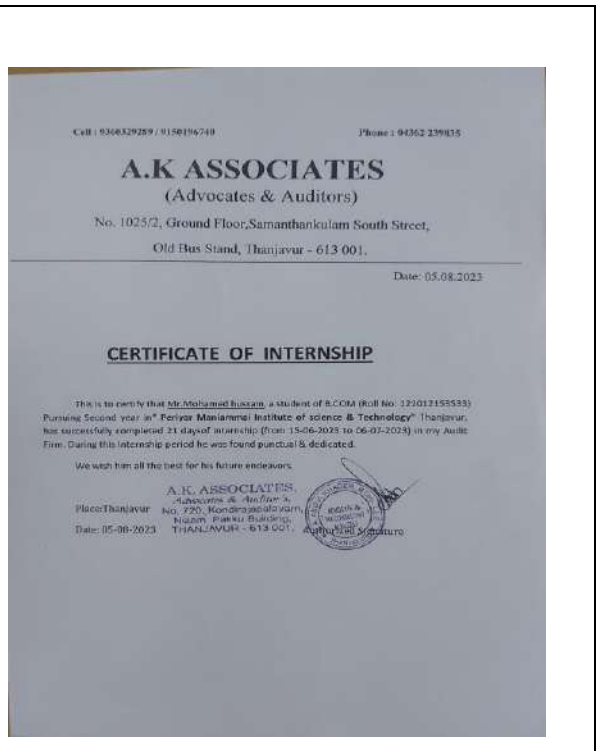 Cell : 9360329289 / 9150196740 Phone : 04362 239835
A.K ASSOCIATES
(Advocates & Auditors)
No. 1025/2, Ground Floor,Samanthankulam South Street,
Old Bus Stand, Thanjavur - 613 001.
Date: 05.08.2023
CERTIFICATE OF INTERNSHIP
This is to certify that Mr.Mohamed hussain, a student of B.COM (Roll No: 122012153533)
Pursuing Second year in" Periyar Maniammai Institute of science & Technology" Thanjavur,
has successfully completed 21 daysof internship (from 15-06-2023 to 06-07-2023) in my Audit
Firm. During this internship period he was found punctual & dedicated.
We wish him all the best for his future endeavors.
A.K. ASSOCIATES,
Advocates & Auditor's,
Place:Thanjavur No, 720, Kondirajapalayam,
Nizam Pakku Building,
Date: 05-08-2023 THANJAVUR - 613 001. Authorized Signature